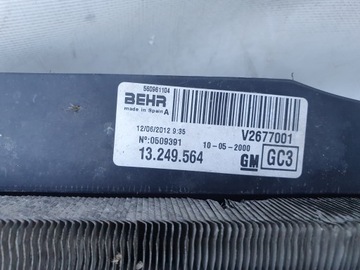 560961104
BEHR
made in Spain A
12/06/2012 9:35
V2677001
Nº:0509391
10-05-2000
13.249.564
GM
GC3